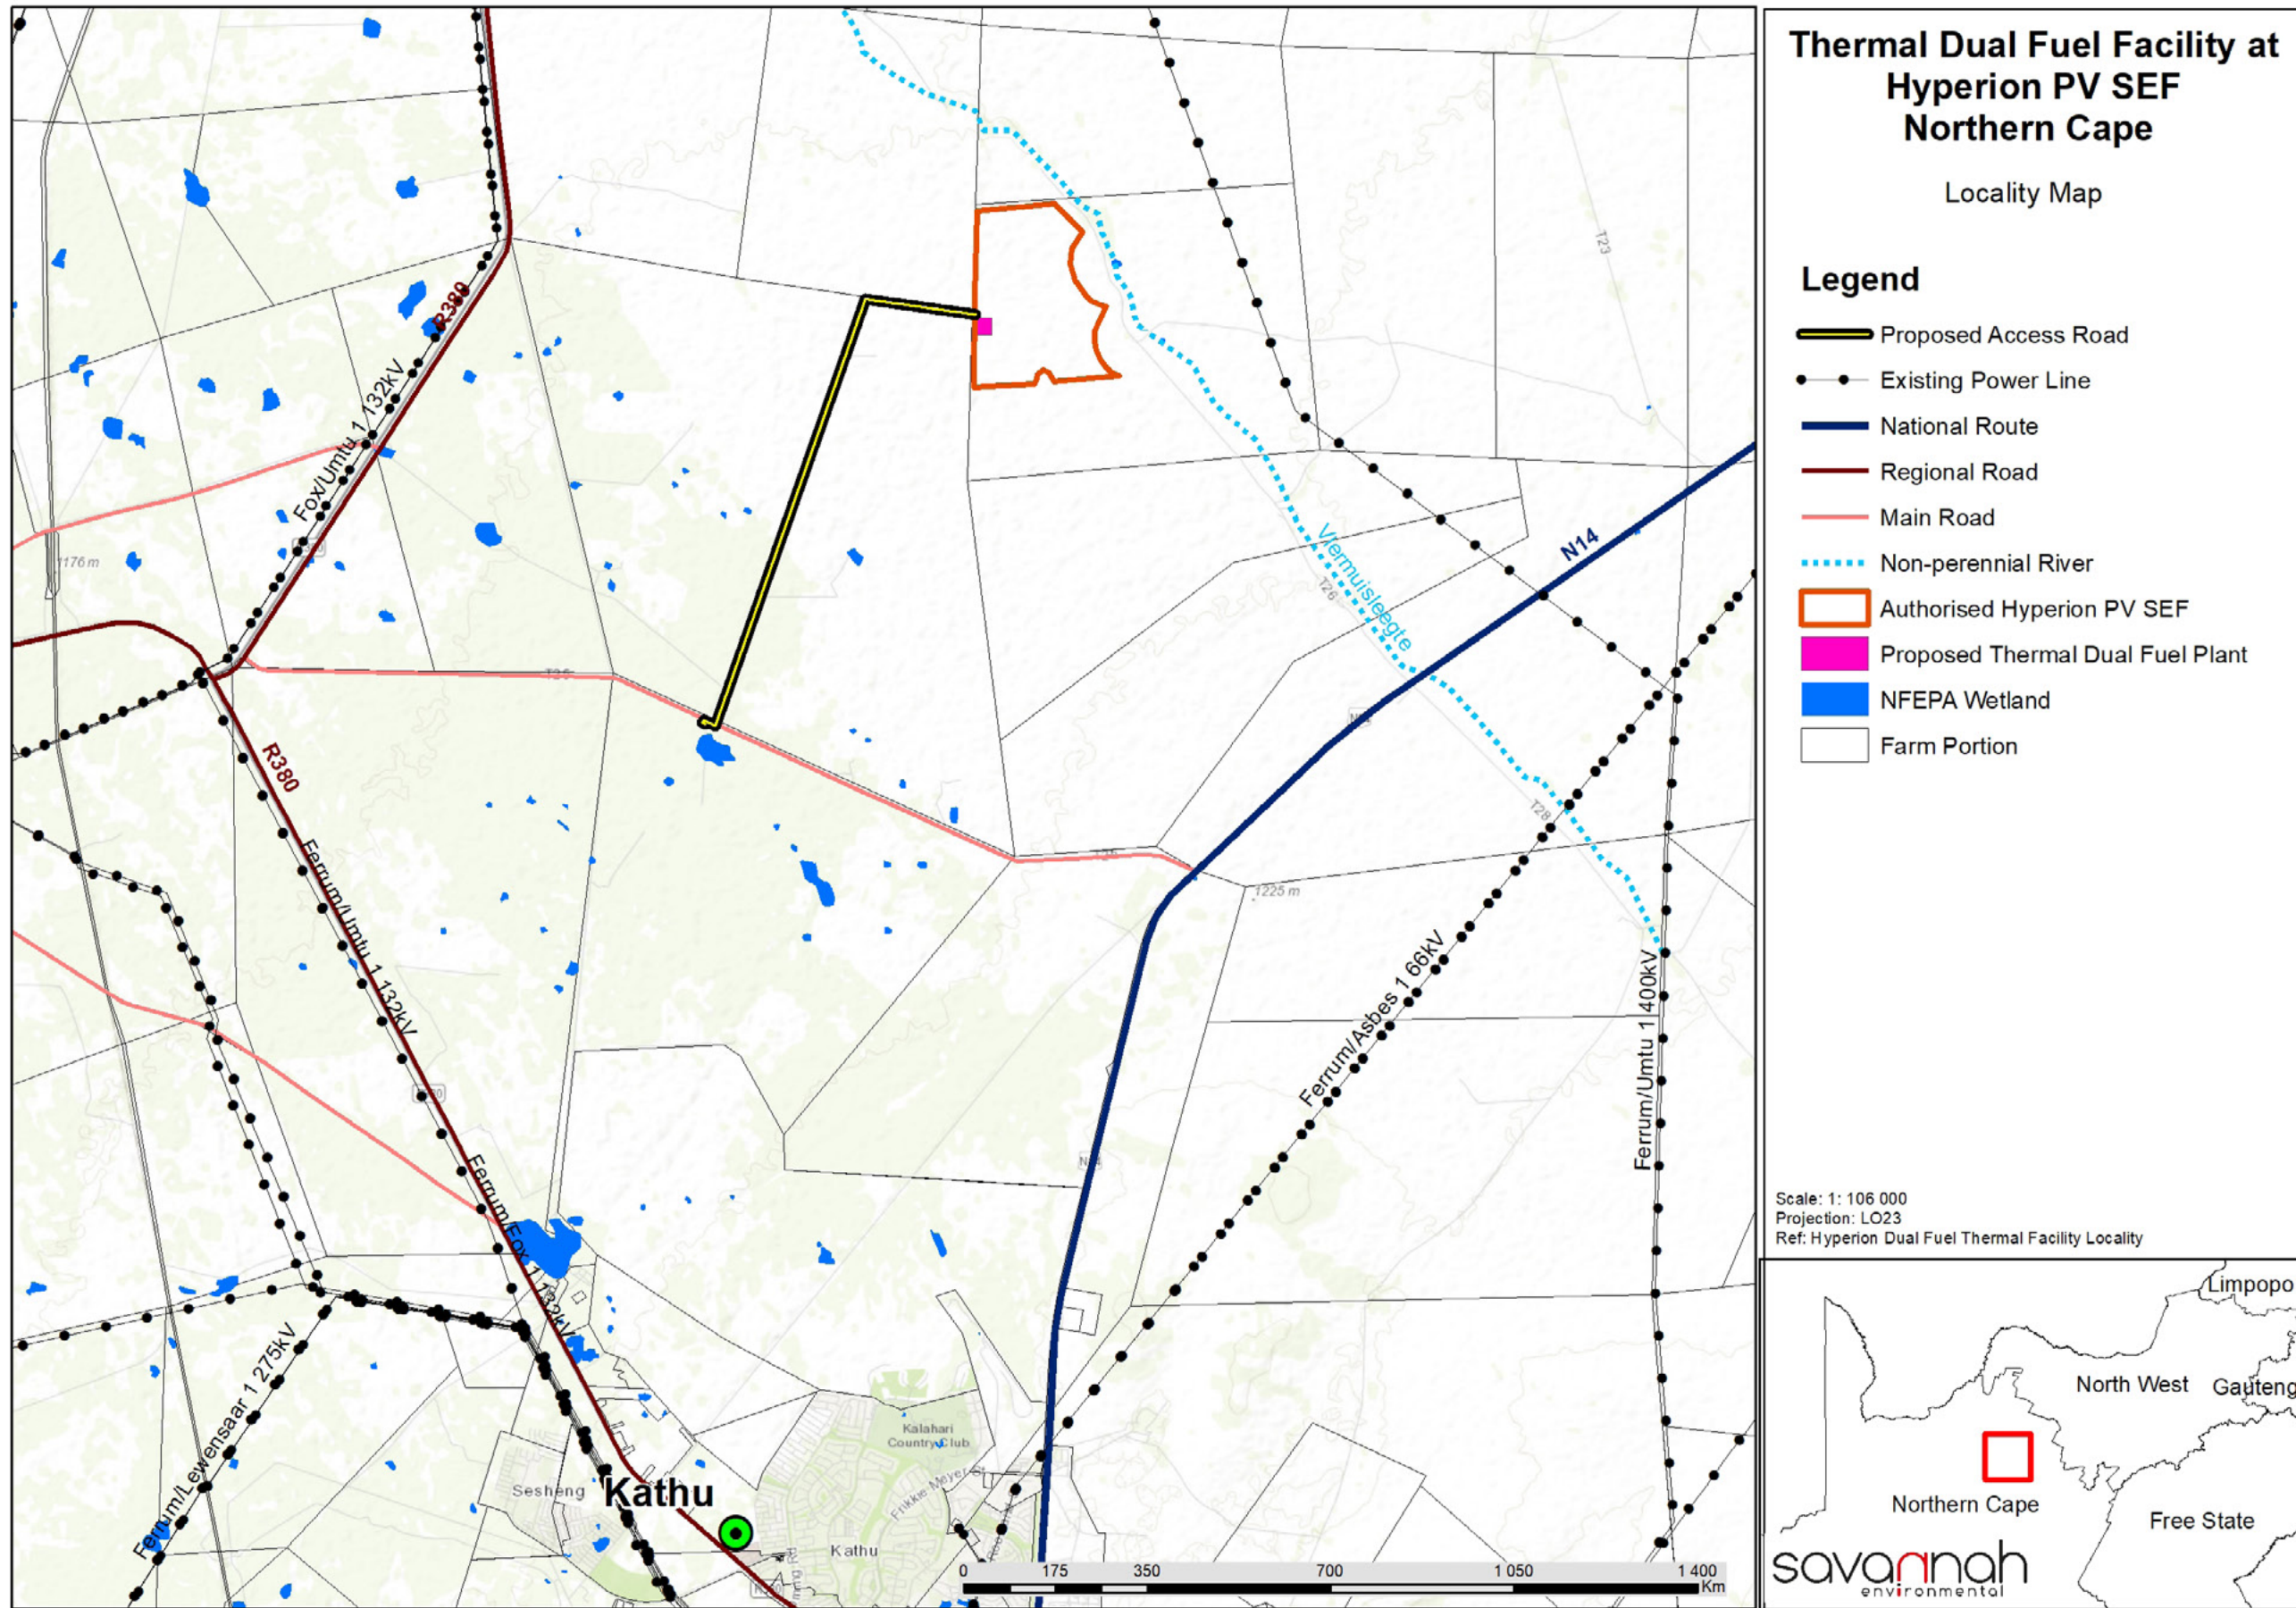 Thermal Dual Fuel Facility at
Hyperion PV SEF
Northern Cape
Locality Map
Legend
Proposed Access Road
Existing Power Line
National Route
Regional Road
Main Road
Non-perennial River
Authorised Hyperion PV SEF
Proposed Thermal Dual Fuel Plant
NFEPA Wetland
Farm Portion
Scale: 1: 106 000
Projection: LO23
Ref: Hyperion Dual Fuel Thermal Facility Locality
Limpopo
North West
Gauteng
Northern Cape
Free State
savannah
environmental
R380
Fox/Umtu 1 132kV
T23
1176 m
N14
Vlermuisleegte
T26
T25
R380
T28
1225 m
Ferrum/Umtu 1 132kV
Ferrum/Asbes 1 66kV
Ferrum/Umtu 1 400kV
Ferrum/Fox 1 132kV
Ferrum/Lewensaar 1 275kV
Kalahari
Country Club
Frikkie Meyer St
Sesheng
Kathu
Kathu
0 175 350 700 1 050 1 400
Km